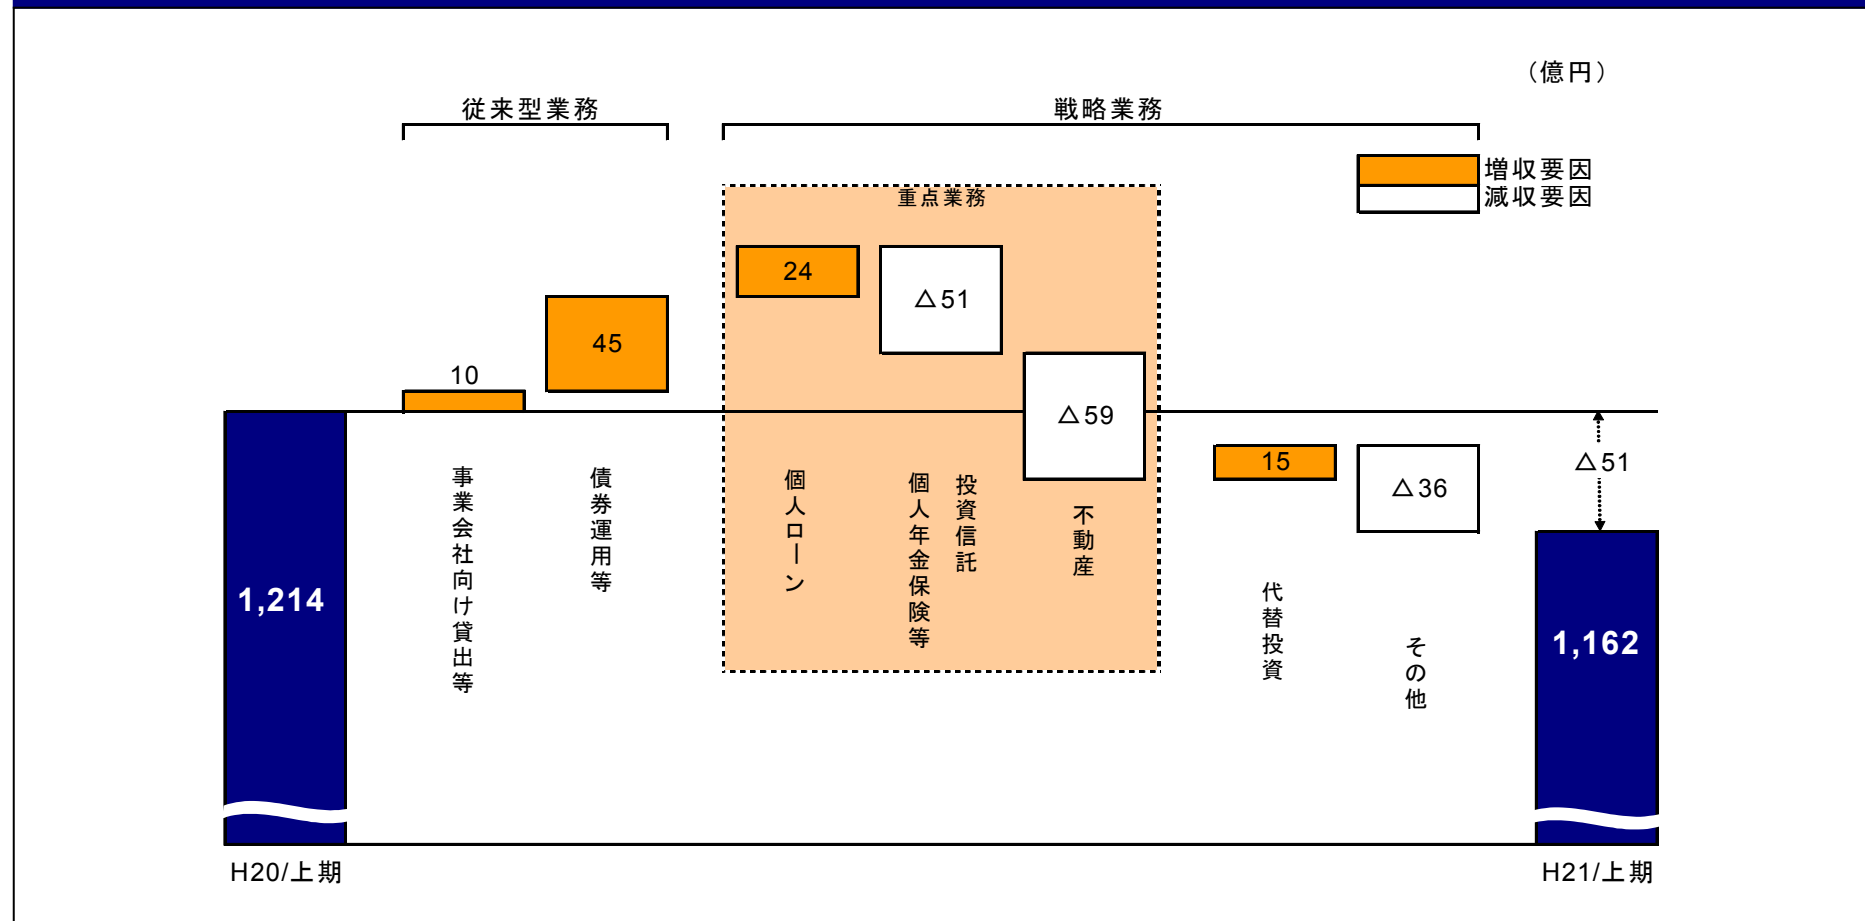 （億円）
従来型業務
戦略業務
増収要因
減収要因
重点業務
10
45
24
△51
△59
15
△36
△51
1,214
1,162
事業会社向け貸出等
債券運用等
個人ローン
投資信託
個人年金保険等
不動産
代替投資
その他
H20/上期
H21/上期